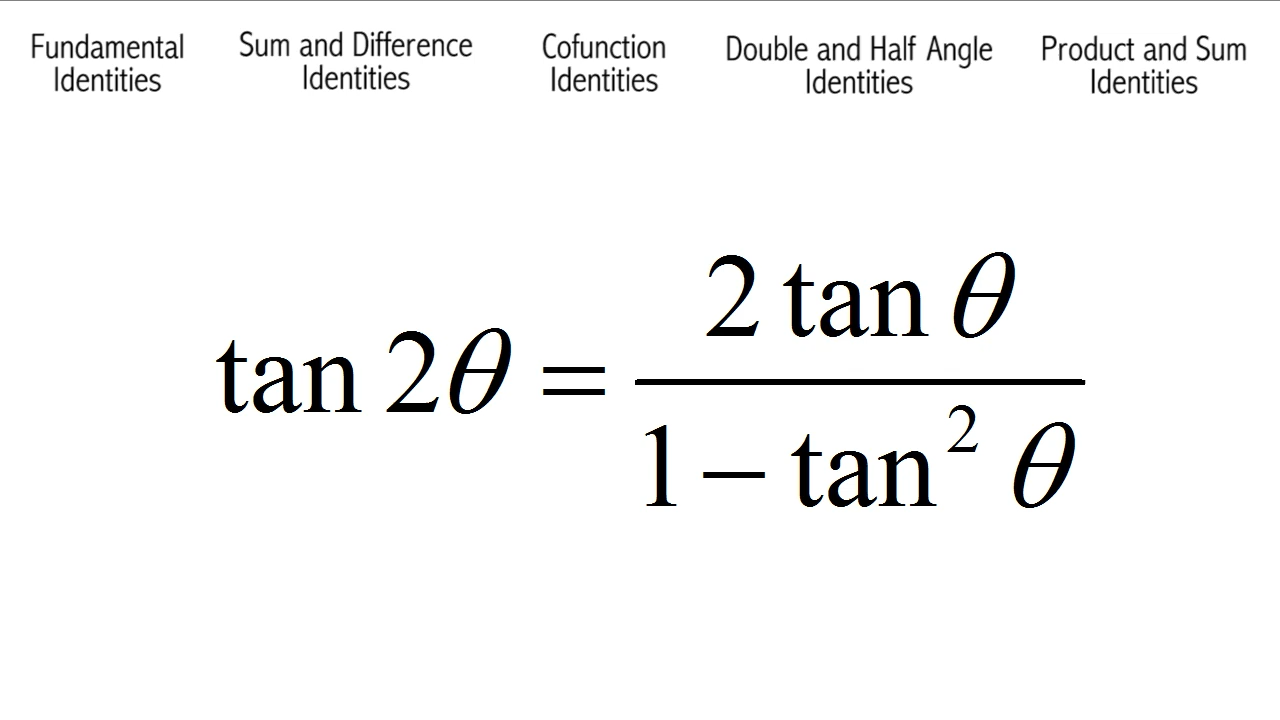 Fundamental Identities
Sum and Difference Identities
Cofunction Identities
Double and Half Angle Identities
Product and Sum Identities
tan 2θ = 2 tan θ / 1 − tan² θ